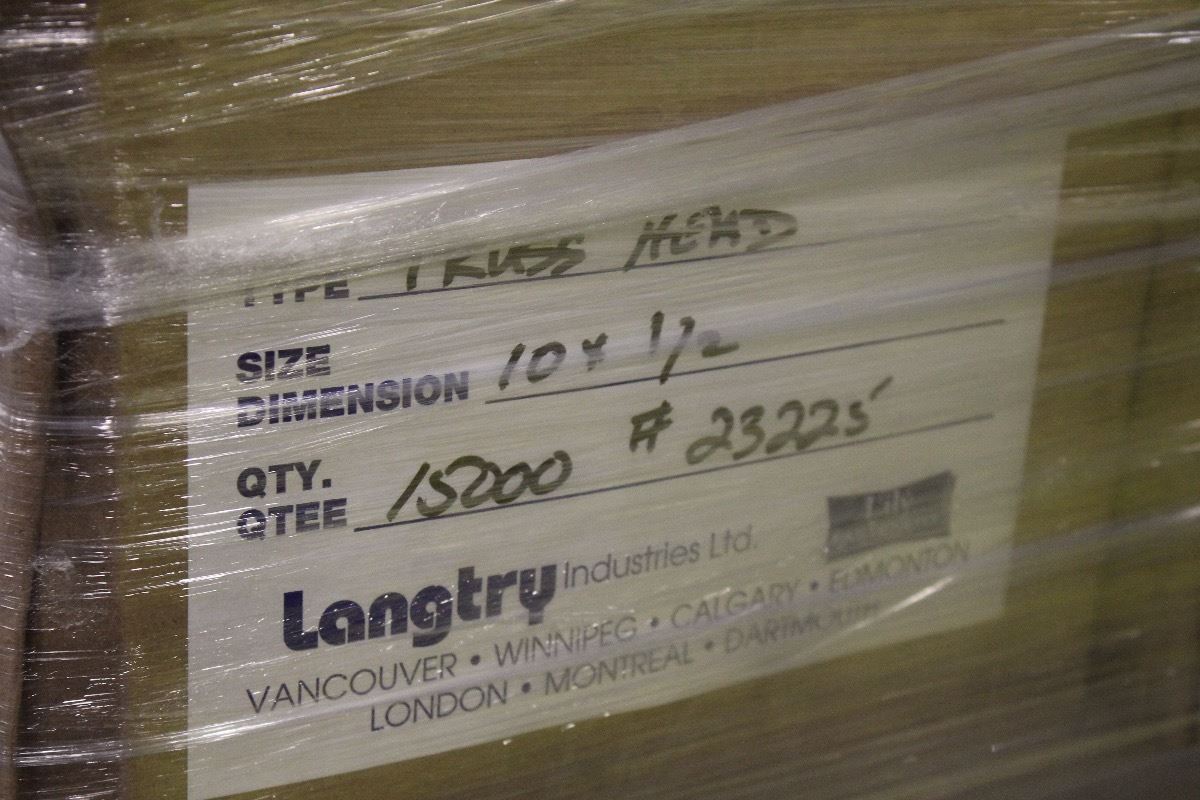 TYPE TRUSS HEAD
SIZE
DIMENSION 10 x 1/2
QTY.
QTEE 15000 # 23225
Langtry Industries Ltd.
VANCOUVER • WINNIPEG • CALGARY • EDMONTON
LONDON • MONTREAL • DARTMOUTH